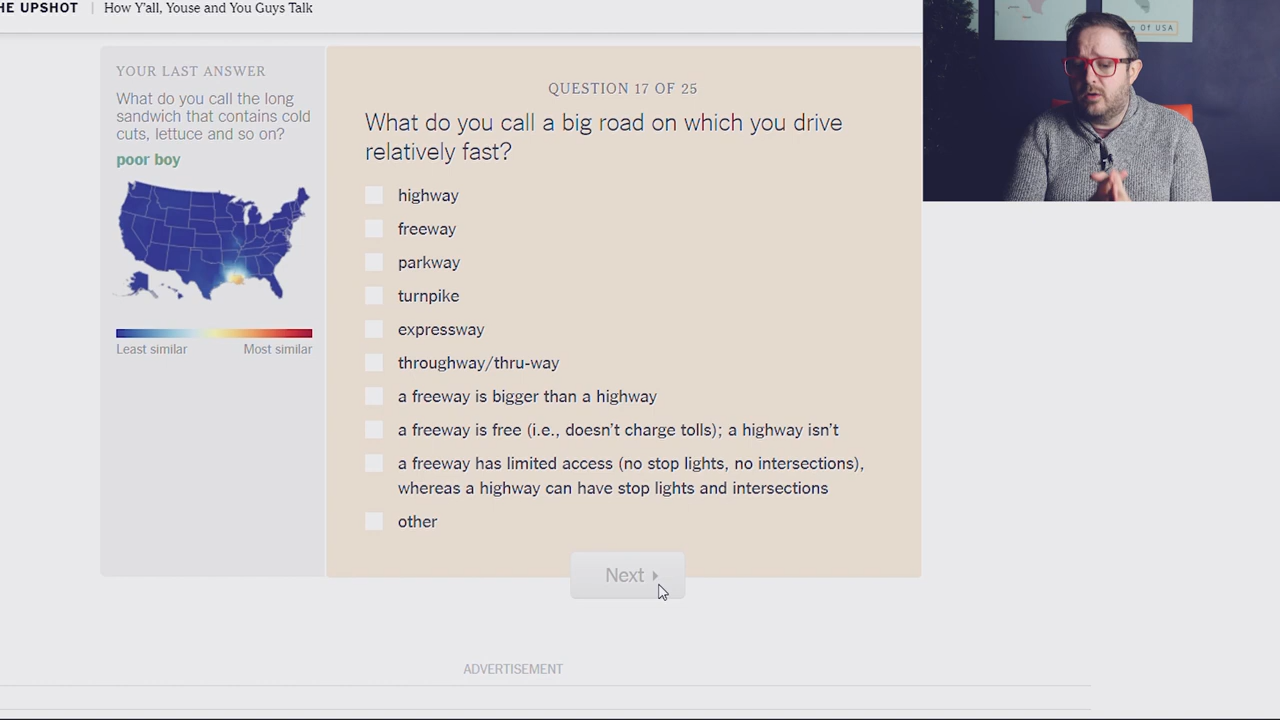 HE UPSHOT | How Y'all, Youse and You Guys Talk
YOUR LAST ANSWER
What do you call the long
sandwich that contains cold
cuts, lettuce and so on?
poor boy
Least similar Most similar
QUESTION 17 OF 25
What do you call a big road on which you drive
relatively fast?
highway
freeway
parkway
turnpike
expressway
throughway/thru-way
a freeway is bigger than a highway
a freeway is free (i.e., doesn't charge tolls); a highway isn't
a freeway has limited access (no stop lights, no intersections),
whereas a highway can have stop lights and intersections
other
Next
ADVERTISEMENT
Of USA